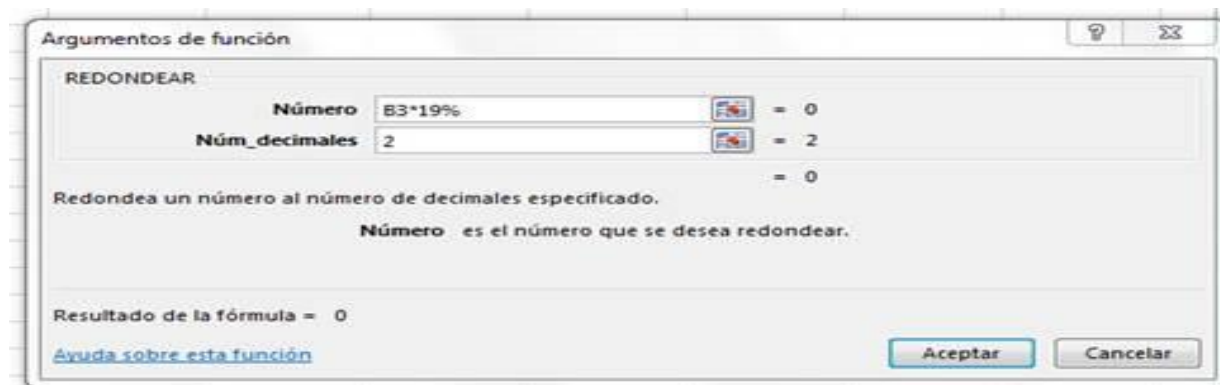 Argumentos de función
REDONDEAR
Número B3*19% = 0
Núm_decimales 2 = 2
= 0
Redondea un número al número de decimales especificado.
Número es el número que se desea redondear.
Resultado de la fórmula = 0
Ayuda sobre esta función Aceptar Cancelar